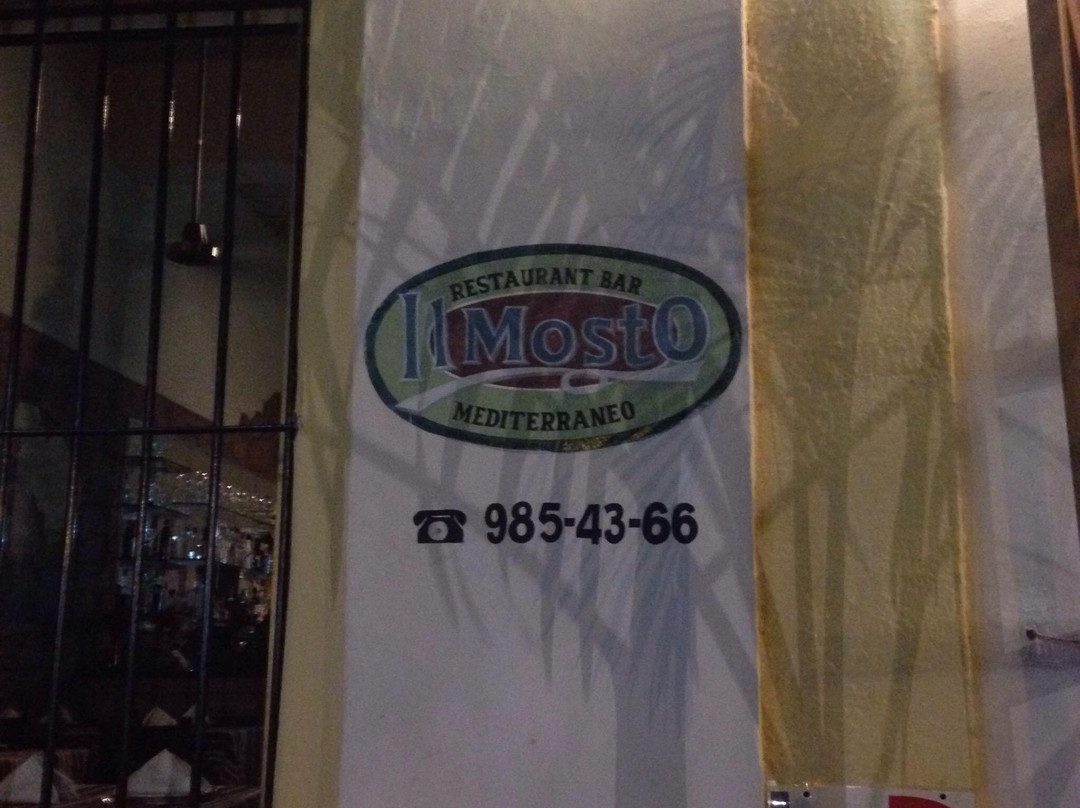 RESTAURANT BAR
Il MostO
MEDITERRANEO
985-43-66